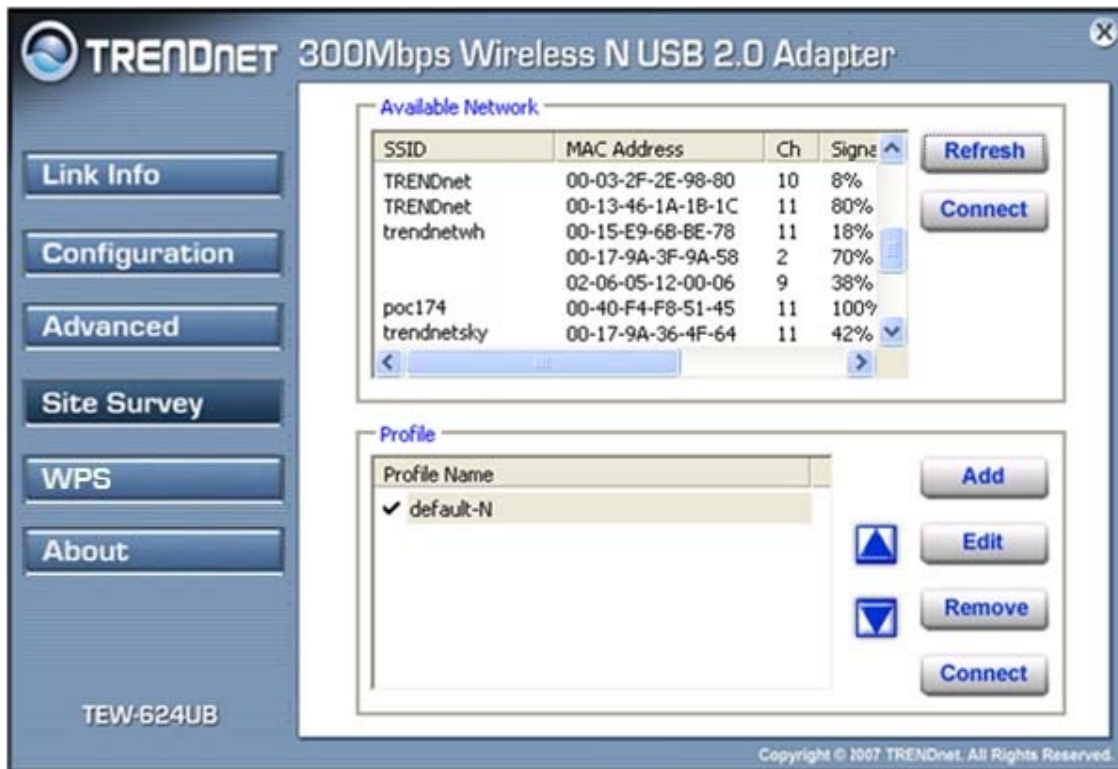 TRENDNET 300Mbps Wireless N USB 2.0 Adapter
Link Info
Configuration
Advanced
Site Survey
WPS
About
TEW-624UB
Available Network
SSID MAC Address Ch Signa
TRENDnet 00-03-2F-2E-98-80 10 8%
TRENDnet 00-13-46-1A-1B-1C 11 80%
trendnetwh 00-15-E9-6B-BE-78 11 18%
00-17-9A-3F-9A-58 2 70%
02-06-05-12-00-06 9 38%
poc174 00-40-F4-F8-51-45 11 100%
trendnetsky 00-17-9A-36-4F-64 11 42%
Refresh
Connect
Profile
Profile Name
default-N
Add
Edit
Remove
Connect
Copyright © 2007 TRENDnet. All Rights Reserved.